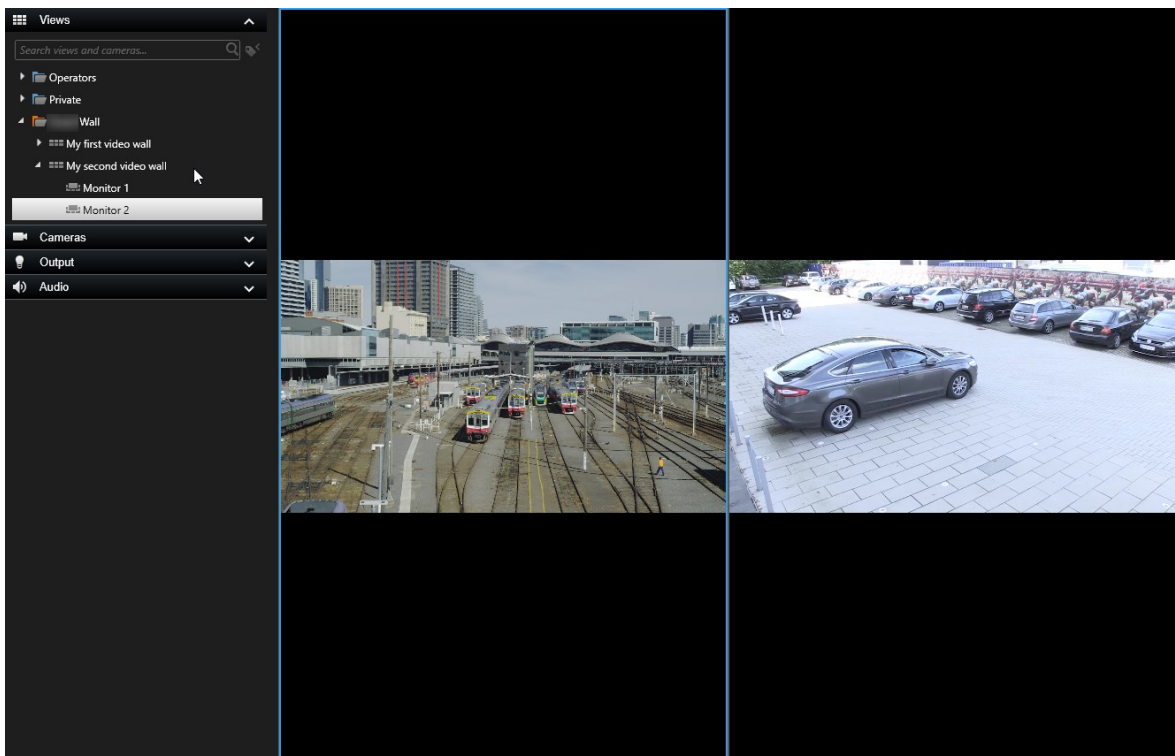 Views
Search views and cameras...
Operators
Private
Wall
My first video wall
My second video wall
Monitor 1
Monitor 2
Cameras
Output
Audio